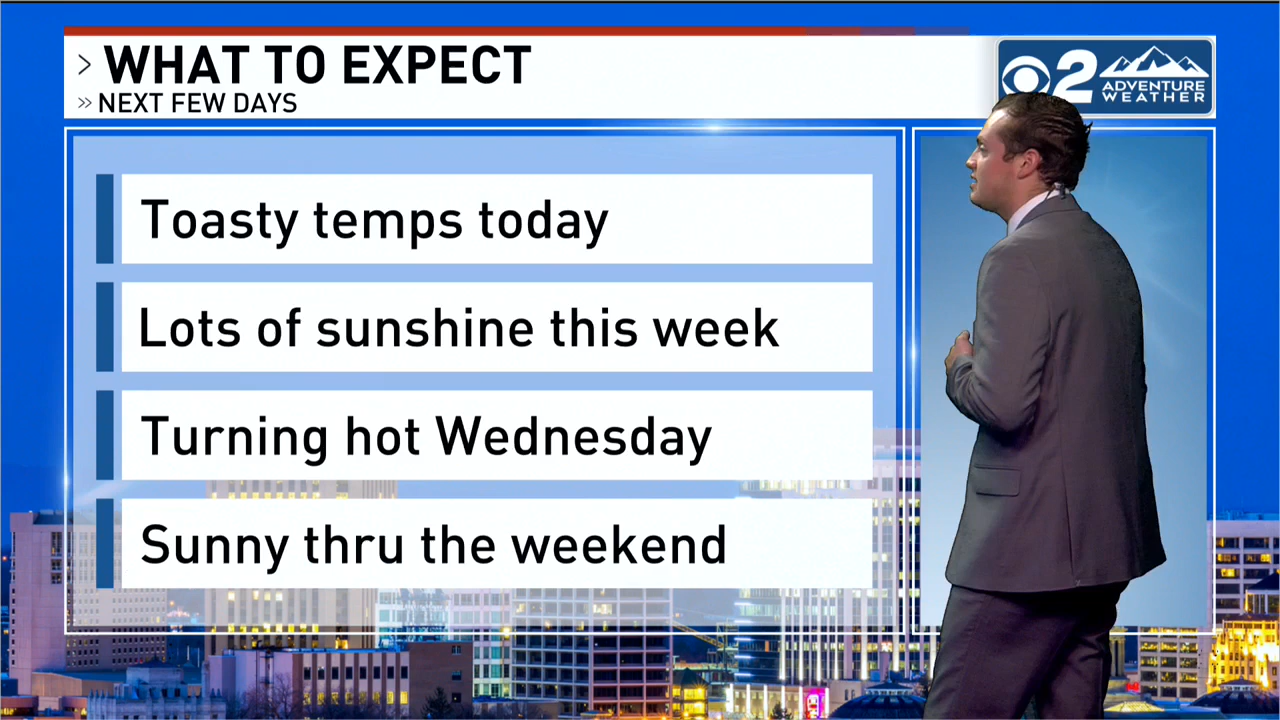 > WHAT TO EXPECT
» NEXT FEW DAYS
2 ADVENTURE
WEATHER
Toasty temps today
Lots of sunshine this week
Turning hot Wednesday
Sunny thru the weekend